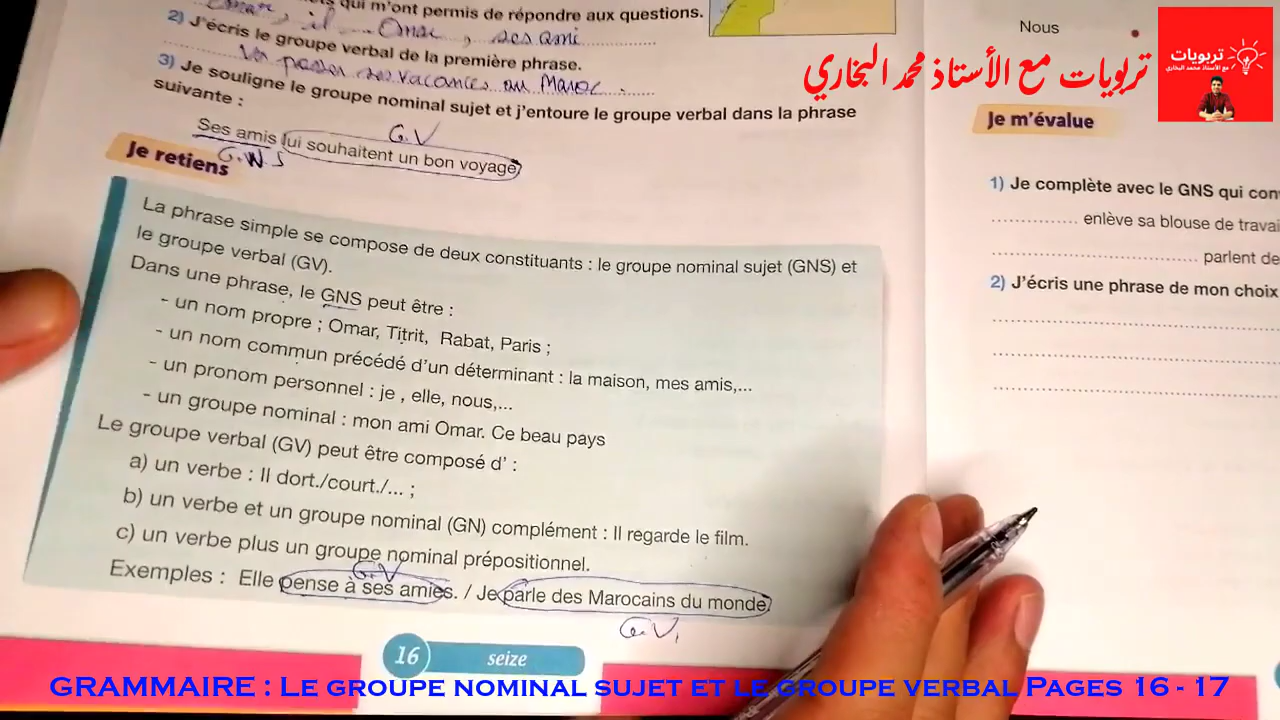 qui m'ont permis de répondre aux questions.
il Omar, ses ami
2) J'écris le groupe verbal de la première phrase.
passer ses vacances au Maroc.
3) Je souligne le groupe nominal sujet et j'entoure le groupe verbal dans la phrase
suivante :
G.V
Ses amis lui souhaitent un bon voyage.
G.N.S
Je retiens
La phrase simple se compose de deux constituants : le groupe nominal sujet (GNS) et
le groupe verbal (GV).
Dans une phrase, le GNS peut être :
- un nom propre ; Omar, Titrit, Rabat, Paris ;
- un nom commun précédé d'un déterminant : la maison, mes amis,...
- un pronom personnel : je , elle, nous,...
- un groupe nominal : mon ami Omar. Ce beau pays
Le groupe verbal (GV) peut être composé d' :
a) un verbe : Il dort./court./... ;
b) un verbe et un groupe nominal (GN) complément : Il regarde le film.
c) un verbe plus un groupe nominal prépositionnel.
G.V
Exemples : Elle pense à ses amies. / Je parle des Marocains du monde.
G.V.
16 seize
Nous
تربويات مع الأستاذ محمد البخاري
تربويات
مع الأستاذ محمد البخاري
Je m'évalue
1) Je complète avec le GNS qui con
.............. enlève sa blouse de travai
.................................. parlent de
2) J'écris une phrase de mon choix
GRAMMAIRE : Le groupe nominal sujet et le groupe verbal Pages 16 - 17